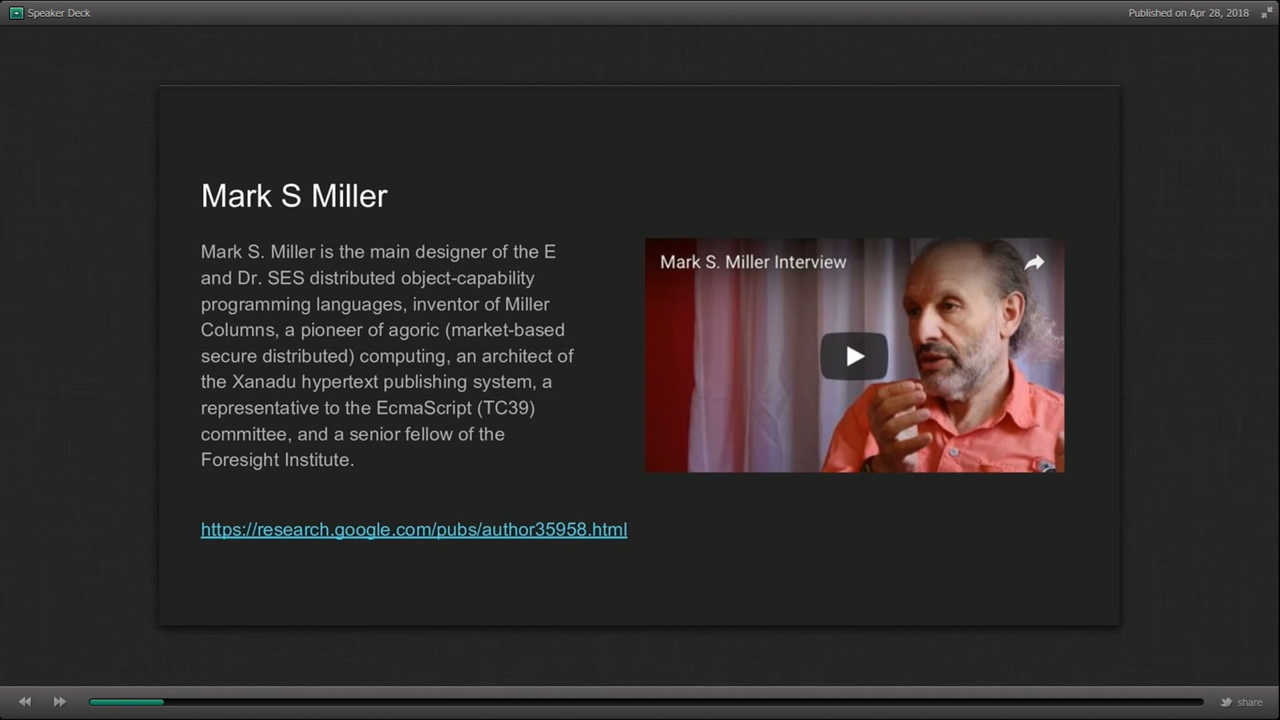 Speaker Deck
Published on Apr 28, 2018
Mark S Miller
Mark S. Miller is the main designer of the E
and Dr. SES distributed object-capability
programming languages, inventor of Miller
Columns, a pioneer of agoric (market-based
secure distributed) computing, an architect of
the Xanadu hypertext publishing system, a
representative to the EcmaScript (TC39)
committee, and a senior fellow of the
Foresight Institute.
Mark S. Miller Interview
https://research.google.com/pubs/author35958.html
share